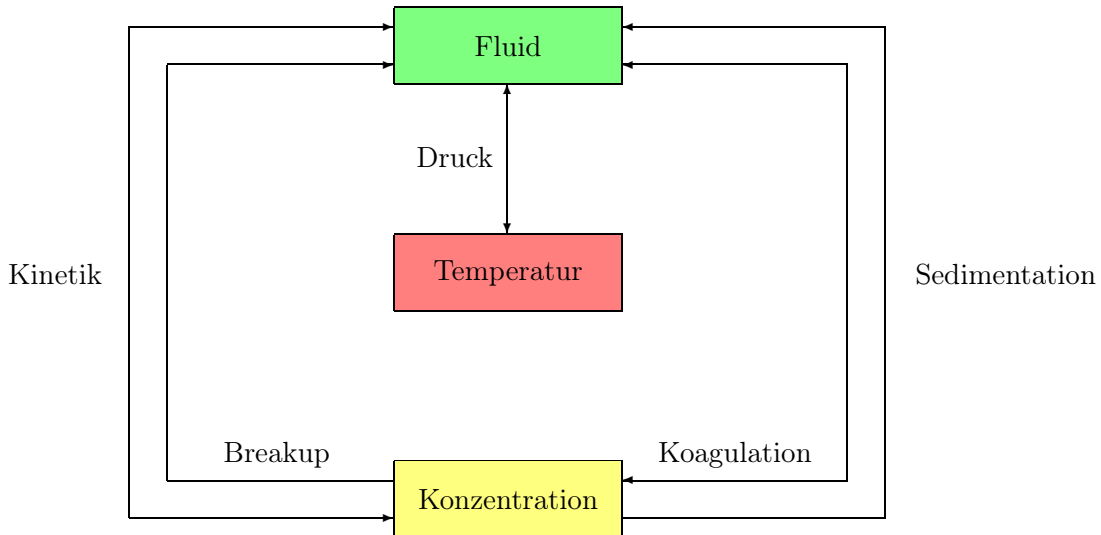 Fluid
Druck
Kinetik
Temperatur
Sedimentation
Breakup
Koagulation
Konzentration